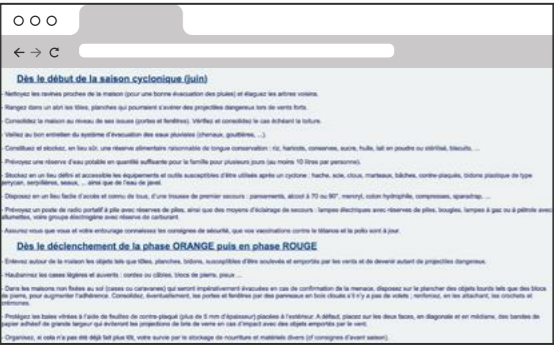 Dès le début de la saison cyclonique (juin)
- Nettoyez les ravines proches de la maison (pour une bonne évacuation des pluies) et élaguez les arbres voisins.
- Rangez dans un abri les tôles, planches qui pourraient s'avérer des projectiles dangereux lors de vents forts.
- Consolidez la maison au niveau de ses issues (portes et fenêtres). Vérifiez et consolidez le cas échéant la toiture.
- Veillez au bon entretien du système d'évacuation des eaux pluviales (chenaux, gouttières, ...)
- Constituez et stockez, en lieu sûr, une réserve alimentaire raisonnable de longue conservation : riz, haricots, conserves, sucre, huile, lait en poudre ou stérilisé, biscuits, ...
- Prévoyez une réserve d'eau potable en quantité suffisante pour la famille pour plusieurs jours (au moins 10 litres par personne).
- Stockez en un lieu défini et accessible les équipements et outils susceptibles d'être utilisés après un cyclone : hache, scie, clous, marteaux, bâches, contre-plaqués, bidons plastique de type
jerrycan, serpillères, seaux, ... ainsi que de l'eau de javel.
- Disposez en un lieu facile d'accès et connu de tous, d'une trousse de premier secours : pansements, alcool à 70 ou 90°, coton hydrophile, compresses, sparadrap, ...
- Prévoyez un poste de radio portatif à pile avec réserves de piles, ainsi que des moyens d'éclairage de secours : lampes électriques avec réserves de piles, bougies, lampes à gaz ou à pétrole avec
allumettes, voire groupe électrogène avec réserve de carburant.
- Assurez vous que vous et votre entourage connaissez les consignes de sécurité, que vos vaccinations contre le tétanos et la polio sont à jour.
Dès le déclenchement de la phase ORANGE puis en phase ROUGE
- Enlevez autour de la maison les objets tels que tôles, planches, bidons, susceptibles d'être soulevés et emportés par les vents et de devenir autant de projectiles dangereux.
- Haubannez les cases légères et auvents : cordes ou câbles, blocs de pierre, pieux ...
- Dans les maisons non fixées au sol (cases ou caravanes) qui seront impérativement évacuées en cas de confirmation de la menace, disposez sur le plancher des objets lourds tels que des blocs
de pierre, pour augmenter l'adhérence. Consolidez, éventuellement, les portes et fenêtres par des panneaux en bois cloués s'il n'y a pas de volets ; renforcez, en les attachant, les crochets et
crémones.
- Protégez les baies vitrées à l'aide de feuilles de contre-plaqué (plus de 5 mm d'épaisseur) placées à l'extérieur. A défaut, placez sur les deux faces, en diagonale et en médiane, des bandes de
papier adhésif de grande largeur qui éviteront les projections de bris de verre en cas d'impact avec des objets emportés par le vent.
- Organisez, si cela n'a pas été déjà fait plus tôt, votre survie par le stockage de nourriture et matériels divers (cf consignes d'avant saison).